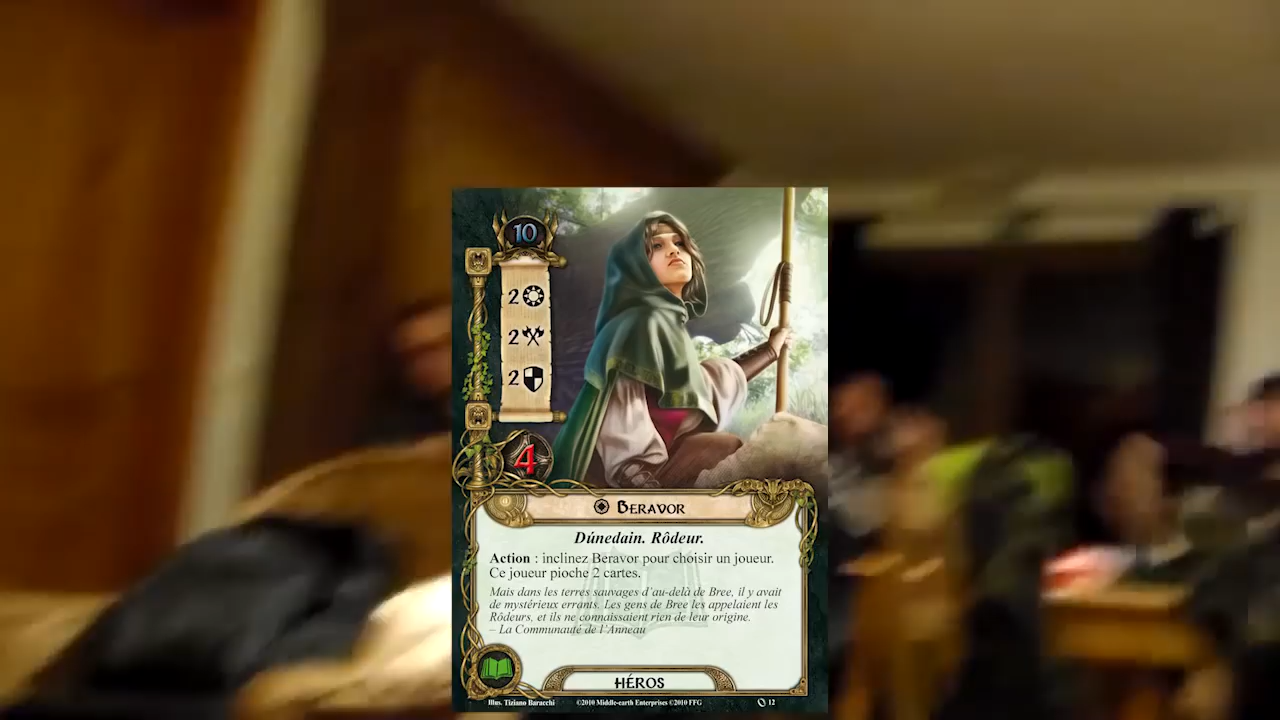 10
2
2
2
4
BERAVOR
Dúnedain. Rôdeur.
Action : inclinez Beravor pour choisir un joueur.
Ce joueur pioche 2 cartes.
Mais dans les terres sauvages d'au-delà de Bree, il y avait
de mystérieux errants. Les gens de Bree les appelaient les
Rôdeurs, et ils ne connaissaient rien de leur origine.
– La Communauté de l'Anneau
HÉROS
Illus. Tiziano Baracchi ©2010 Middle-earth Enterprises ©2010 FFG 12